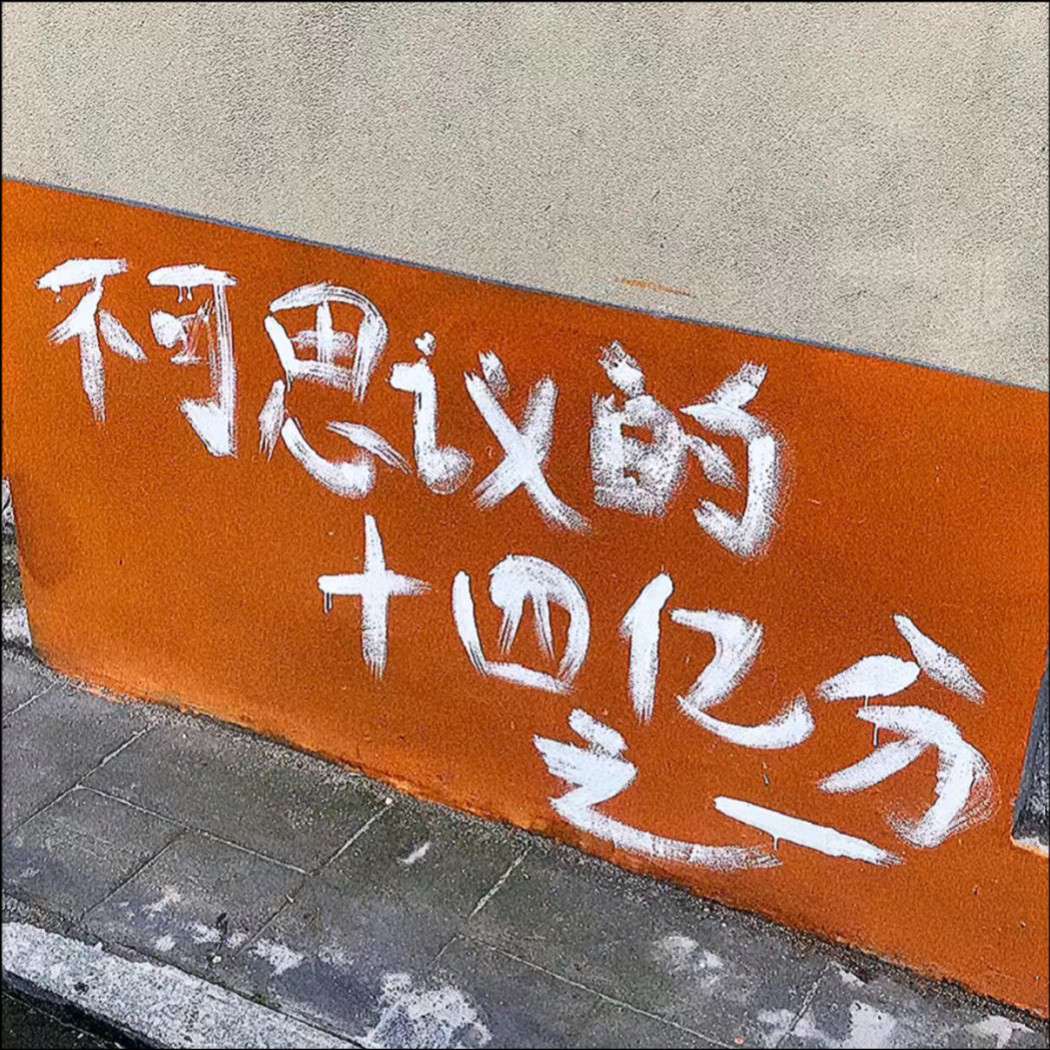 不可思议的
十四亿分
之一